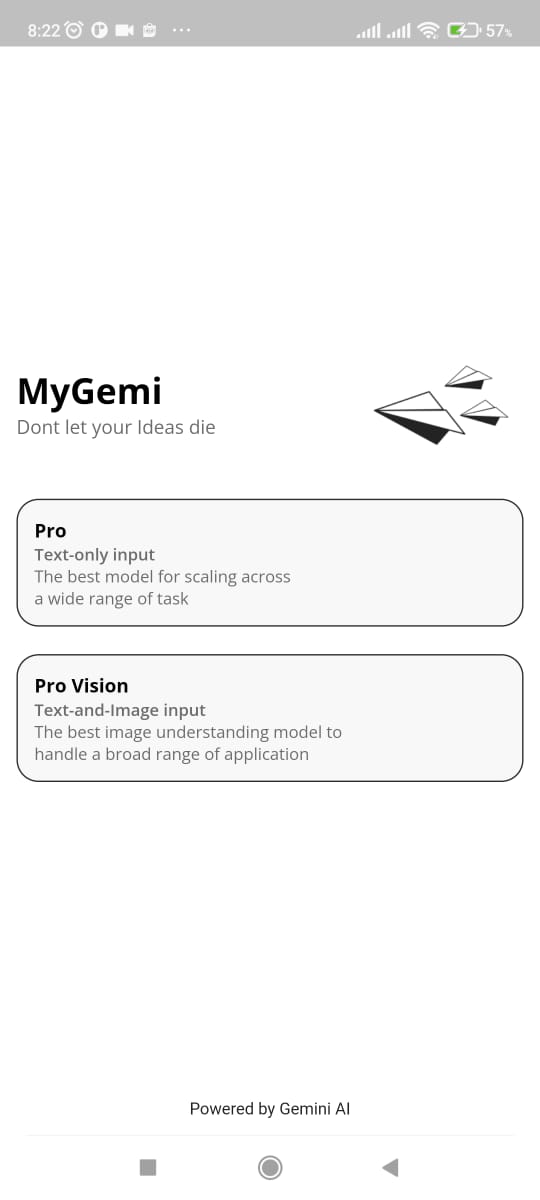 8:22 57%
MyGemi
Dont let your Ideas die
Pro
Text-only input
The best model for scaling across
a wide range of task
Pro Vision
Text-and-Image input
The best image understanding model to
handle a broad range of application
Powered by Gemini AI